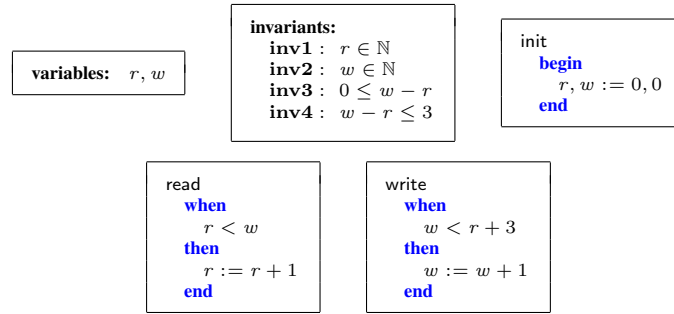 variables: r, w
invariants:
inv1 : r ∈ ℕ
inv2 : w ∈ ℕ
inv3 : 0 ≤ w − r
inv4 : w − r ≤ 3
init
begin
r, w := 0, 0
end
read
when
r < w
then
r := r + 1
end
write
when
w < r + 3
then
w := w + 1
end